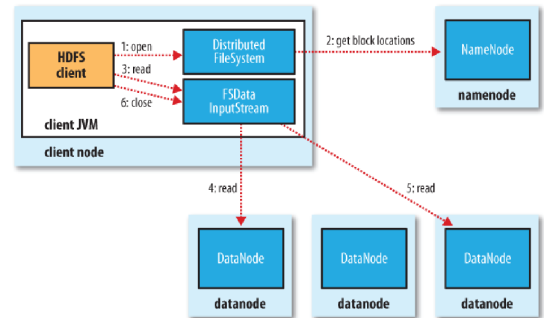 HDFS
client
1: open
3: read
6: close
Distributed
FileSystem
FSData
InputStream
client JVM
client node
2: get block locations
NameNode
namenode
4: read
5: read
DataNode
datanode
DataNode
datanode
DataNode
datanode